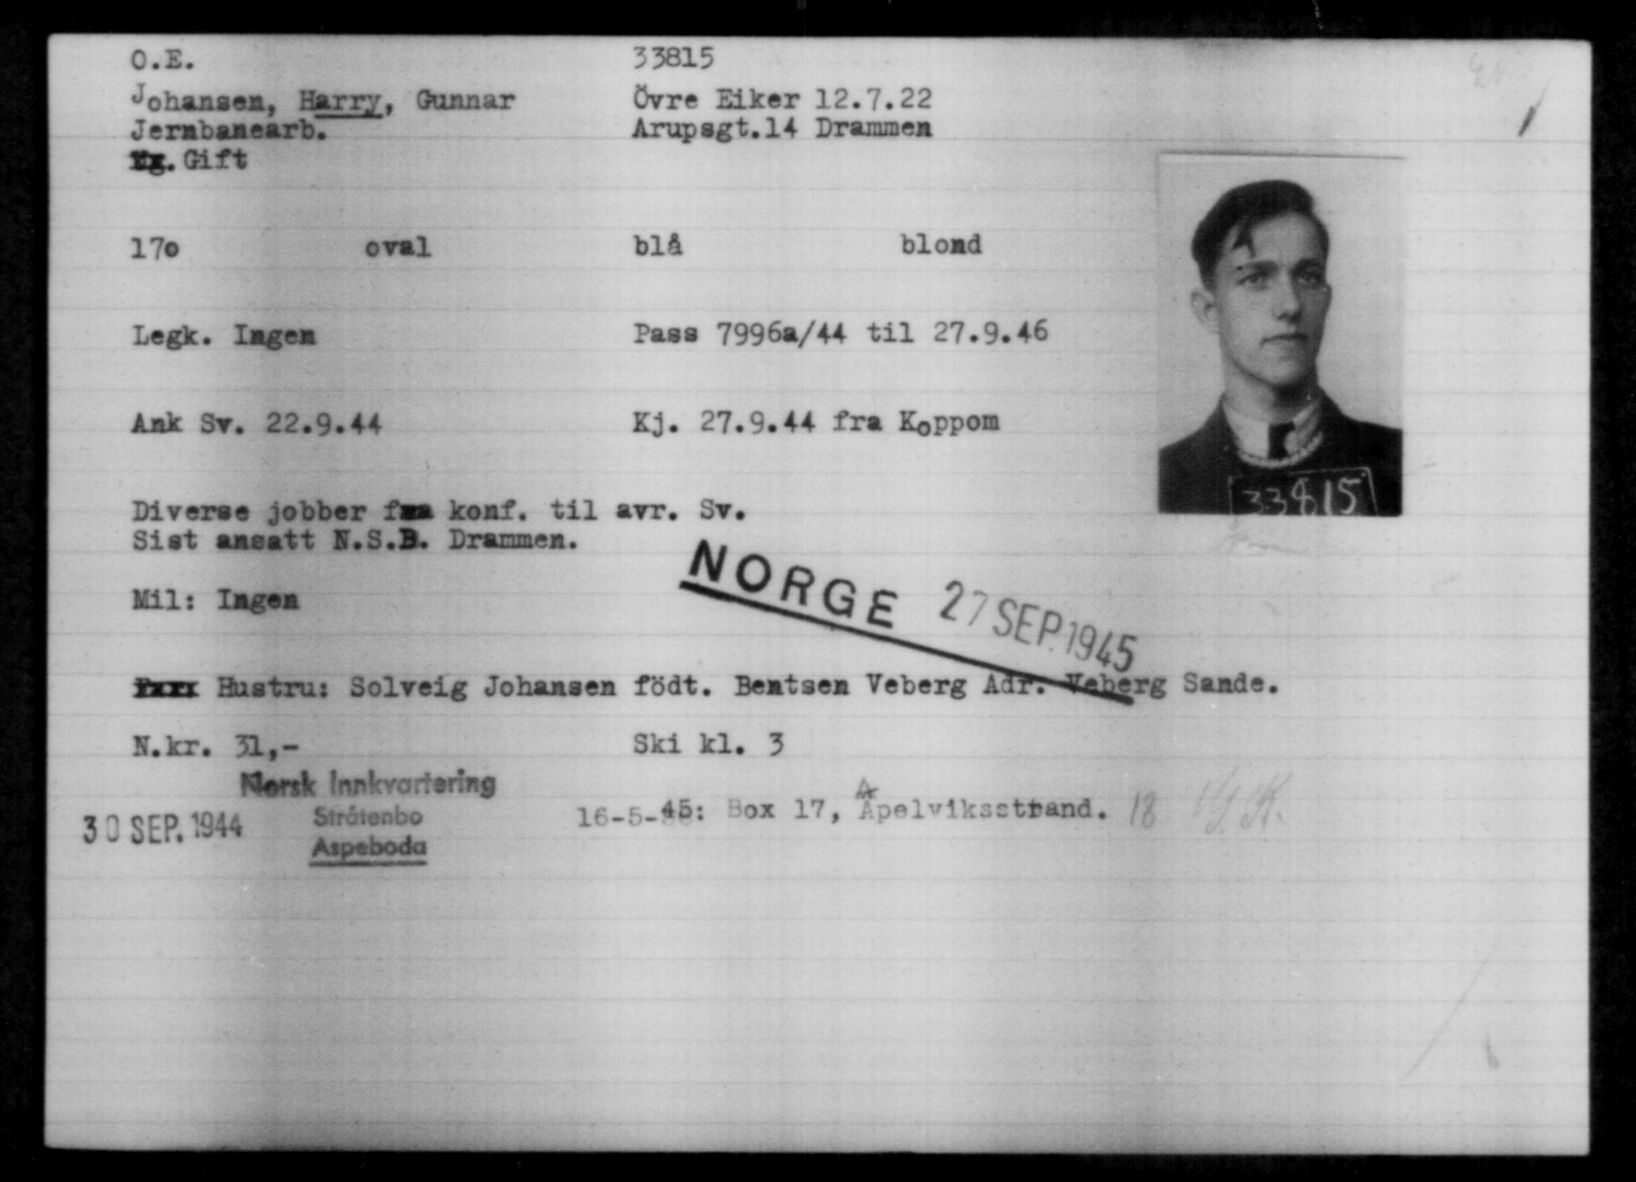 O.E. 33815
Johansen, Harry, Gunnar Övre Eiker 12.7.22
Jernbanearb. Arupsgt.14 Drammen
Gift
170 oval blå blond
Legk. Ingen Pass 7996a/44 til 27.9.46
Ank Sv. 22.9.44 Kj. 27.9.44 fra Koppom
33815
Diverse jobber fra konf. til avr. Sv.
Sist ansatt N.S.B. Drammen.
NORGE 27 SEP. 1945
Mil: Ingen
Hustru: Solveig Johansen födt. Bentsen Veberg Adr. Veberg Sande.
N.kr. 31,- Ski kl. 3
Norsk Innkvartering
30 SEP. 1944 Stråtenbo 16-5-45: Box 17, Apelviksstrand. 18
Aspeboda